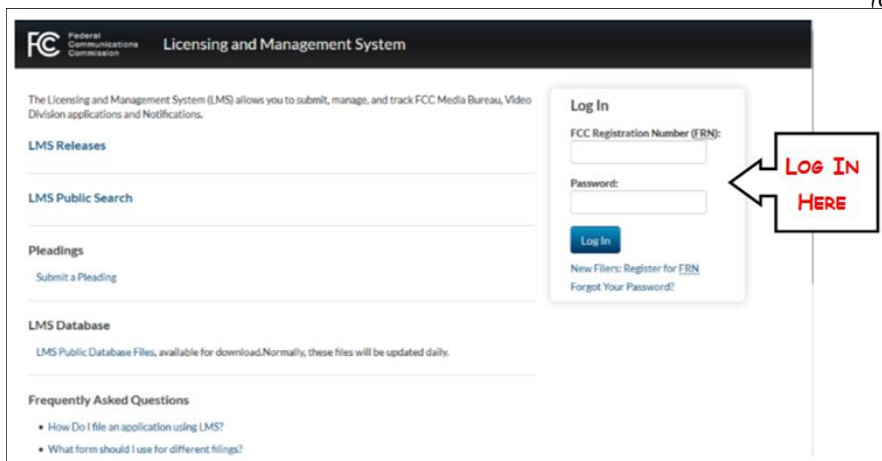 FCC Federal Communications Commission Licensing and Management System
The Licensing and Management System (LMS) allows you to submit, manage, and track FCC Media Bureau, Video
Division applications and Notifications.
LMS Releases
LMS Public Search
Pleadings
Submit a Pleading
LMS Database
LMS Public Database Files, available for download.Normally, these files will be updated daily.
Frequently Asked Questions
• How Do I file an application using LMS?
• What form should I use for different filings?
Log In
FCC Registration Number (FRN):
Password:
Log In
New Filers: Register for FRN
Forgot Your Password?
LOG IN
HERE